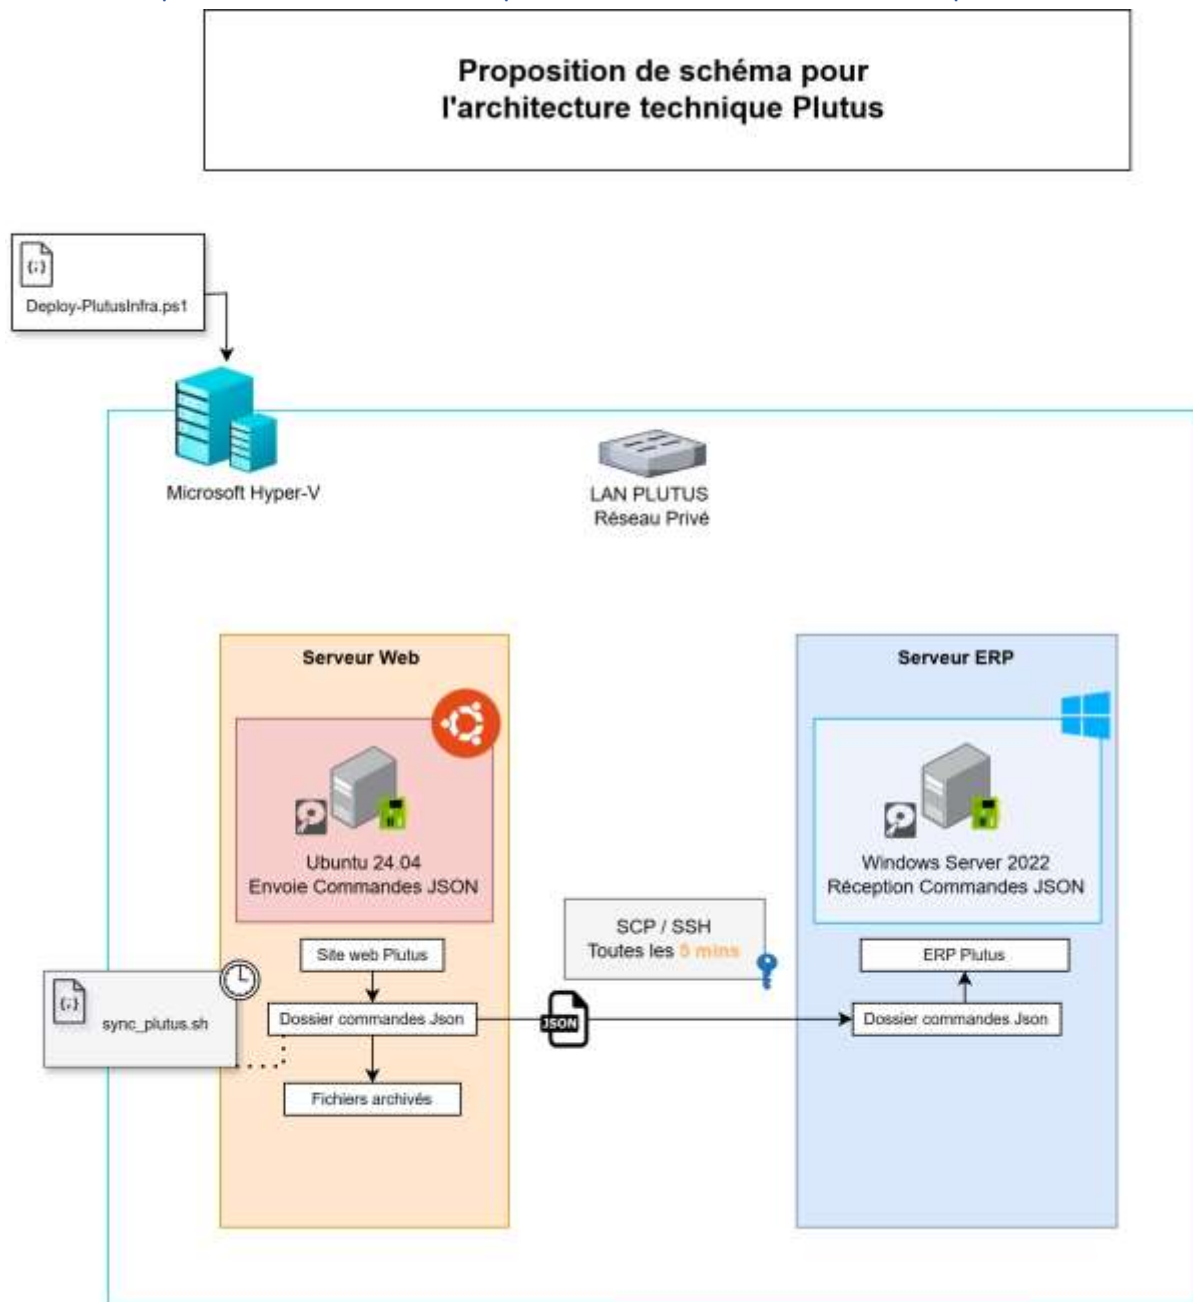 Proposition de schéma pour
l'architecture technique Plutus
{;}
Deploy-PlutusInfra.ps1
Microsoft Hyper-V
LAN PLUTUS
Réseau Privé
Serveur Web
Ubuntu 24.04
Envoie Commandes JSON
Site web Plutus
{;}
sync_plutus.sh
Dossier commandes Json
Fichiers archivés
SCP / SSH
Toutes les 5 mins
JSON
Serveur ERP
Windows Server 2022
Réception Commandes JSON
ERP Plutus
Dossier commandes Json